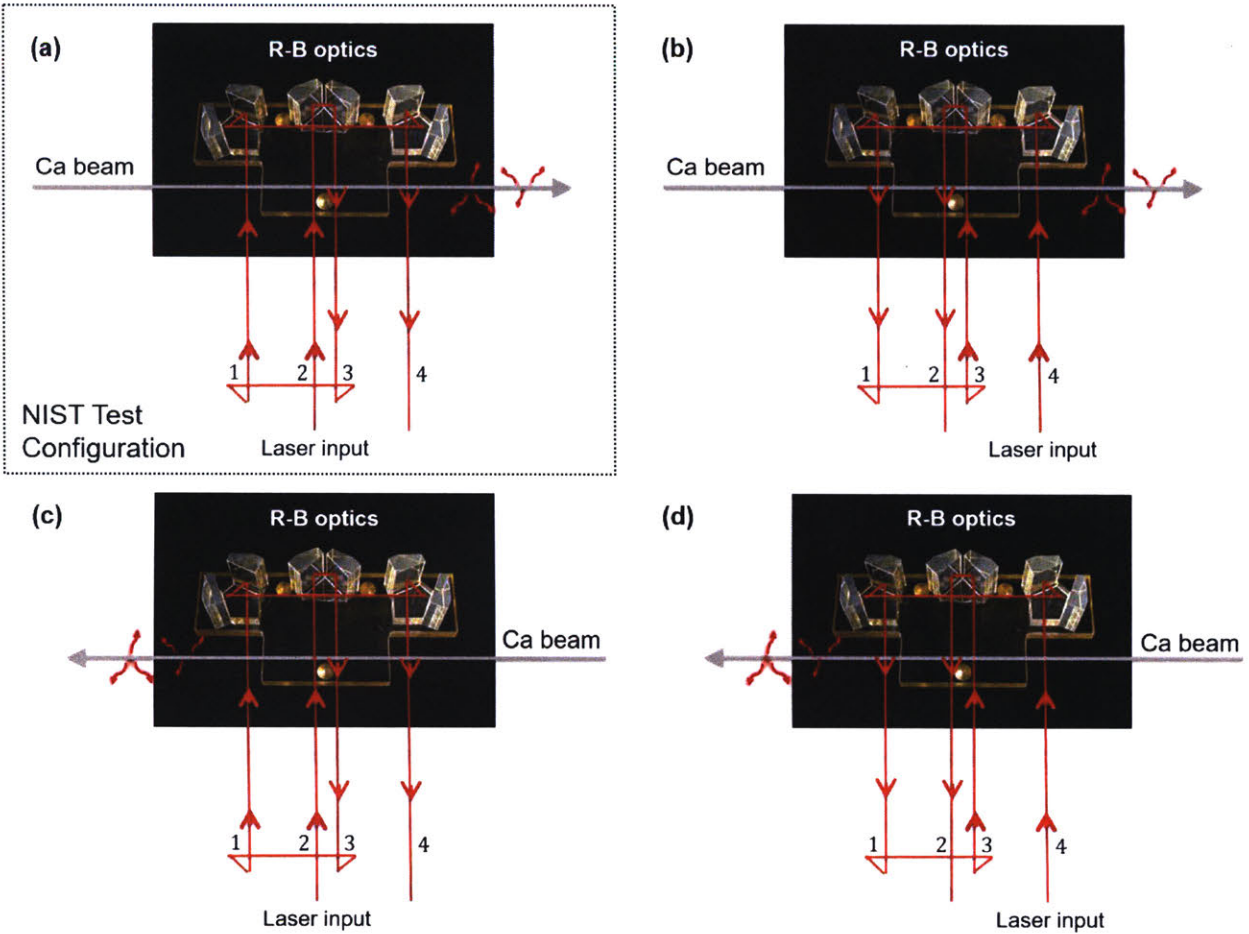 (a)
R-B optics
Ca beam
1 2 3 4
NIST Test
Configuration
Laser input
(b)
R-B optics
Ca beam
1 2 3 4
Laser input
(c)
R-B optics
Ca beam
1 2 3 4
Laser input
(d)
R-B optics
Ca beam
1 2 3 4
Laser input